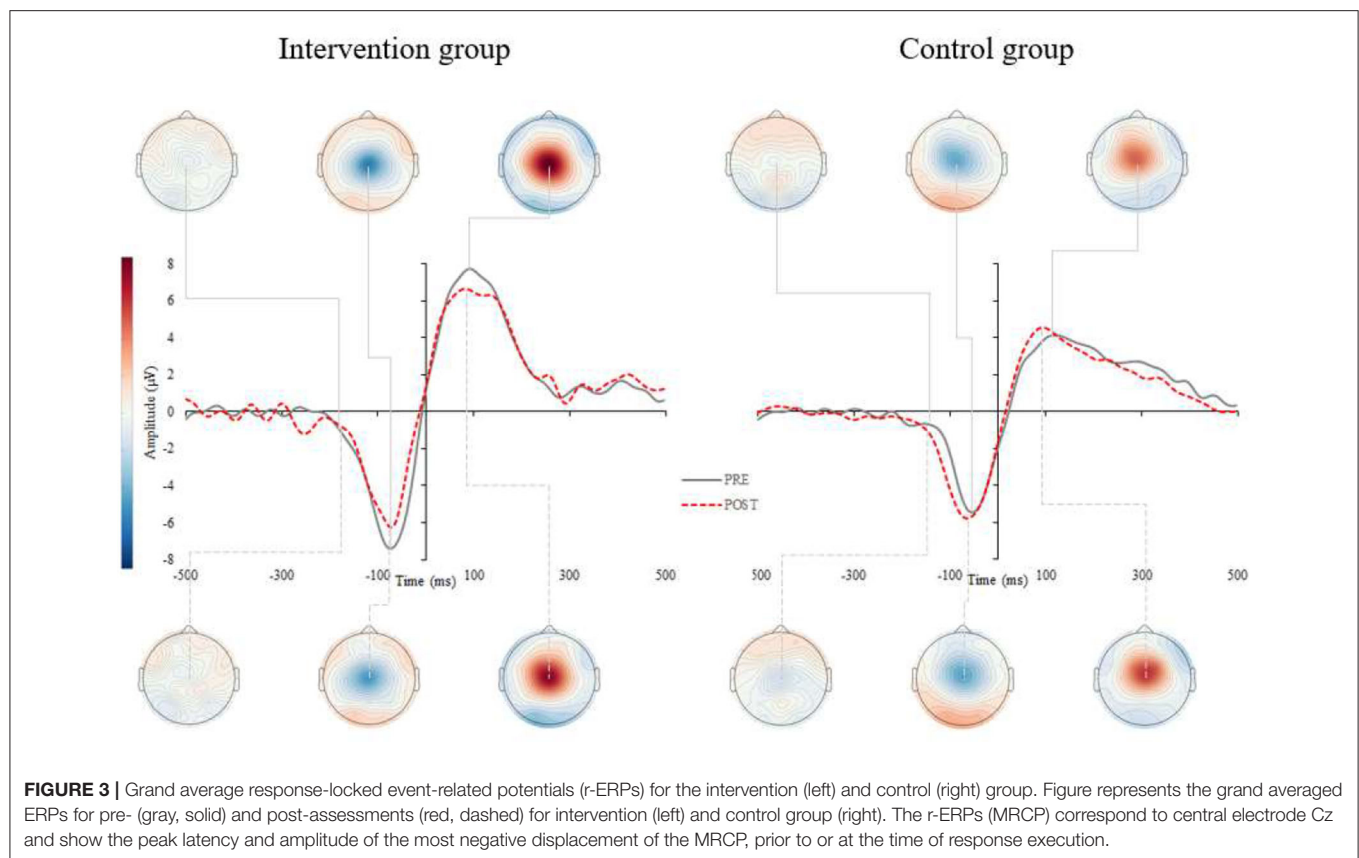 Intervention group
Control group
8
6
4
2
0
-2
-4
-6
-8
Amplitude (µV)
-500
-300
-100
Time (ms)
100
300
500
PRE
POST
500
-300
-100
Time (ms)
100
300
500
FIGURE 3 | Grand average response-locked event-related potentials (r-ERPs) for the intervention (left) and control (right) group. Figure represents the grand averaged
ERPs for pre- (gray, solid) and post-assessments (red, dashed) for intervention (left) and control group (right). The r-ERPs (MRCP) correspond to central electrode Cz
and show the peak latency and amplitude of the most negative displacement of the MRCP, prior to or at the time of response execution.